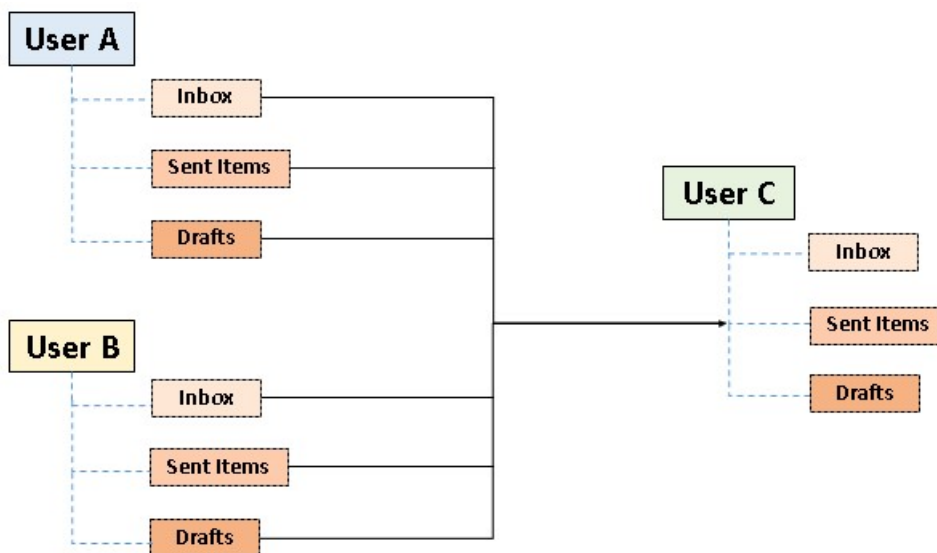 User A
Inbox
Sent Items
Drafts
User B
Inbox
Sent Items
Drafts
User C
Inbox
Sent Items
Drafts